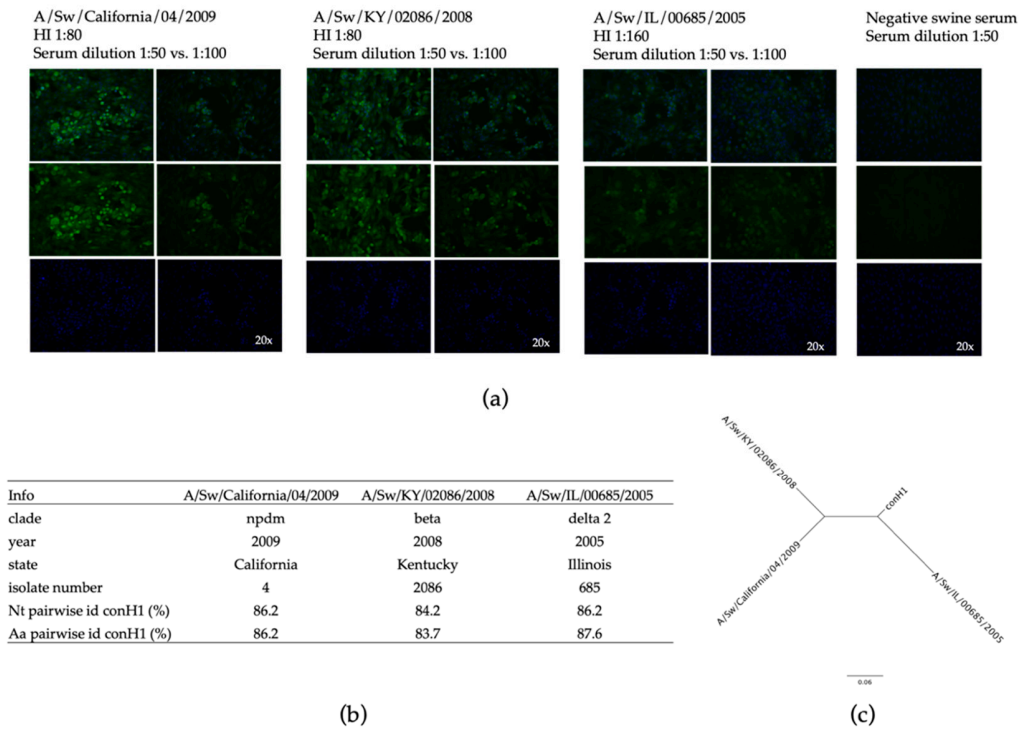 A/Sw/California/04/2009
HI 1:80
Serum dilution 1:50 vs. 1:100
A/Sw/KY/02086/2008
HI 1:80
Serum dilution 1:50 vs. 1:100
A/Sw/IL/00685/2005
HI 1:160
Serum dilution 1:50 vs. 1:100
Negative swine serum
Serum dilution 1:50
20x
20x
20x
20x
(a)
Info A/Sw/California/04/2009 A/Sw/KY/02086/2008 A/Sw/IL/00685/2005
clade npdm beta delta 2
year 2009 2008 2005
state California Kentucky Illinois
isolate number 4 2086 685
Nt pairwise id conH1 (%) 86.2 84.2 86.2
Aa pairwise id conH1 (%) 86.2 83.7 87.6
(b)
A/Sw/KY/02086/2008
conH1
A/Sw/California/04/2009
A/Sw/IL/00685/2005
0.06
(c)